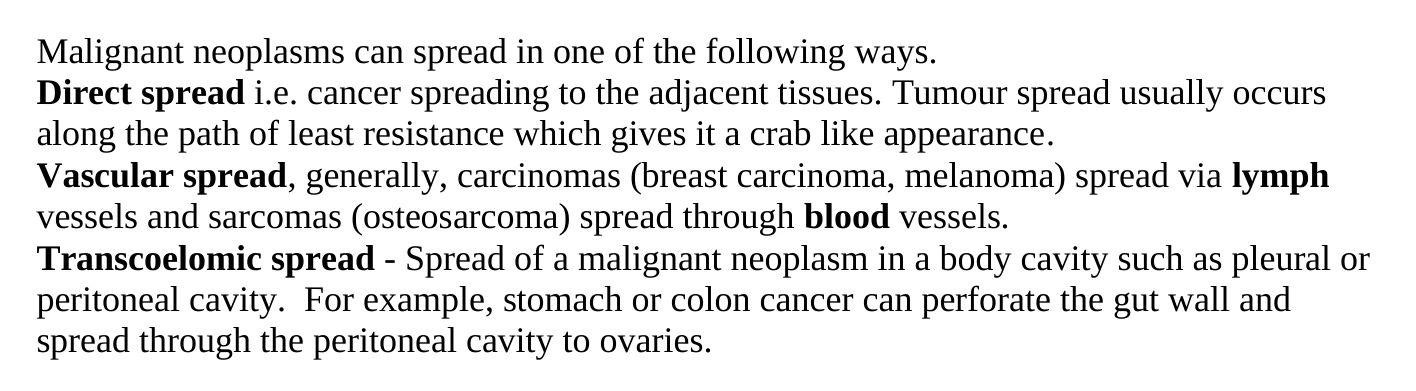 Malignant neoplasms can spread in one of the following ways.
Direct spread i.e. cancer spreading to the adjacent tissues. Tumour spread usually occurs
along the path of least resistance which gives it a crab like appearance.
Vascular spread, generally, carcinomas (breast carcinoma, melanoma) spread via lymph
vessels and sarcomas (osteosarcoma) spread through blood vessels.
Transcoelomic spread - Spread of a malignant neoplasm in a body cavity such as pleural or
peritoneal cavity.  For example, stomach or colon cancer can perforate the gut wall and
spread through the peritoneal cavity to ovaries.